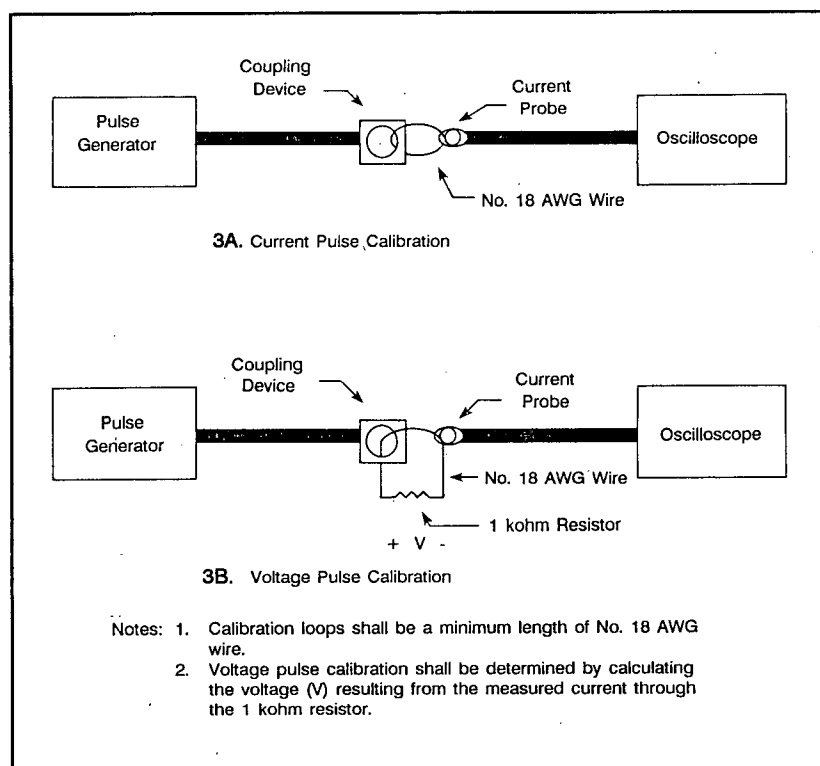 Coupling
Device
Current
Probe
Pulse
Generator
Oscilloscope
No. 18 AWG Wire
3A. Current Pulse Calibration
Coupling
Device
Current
Probe
Pulse
Generator
Oscilloscope
No. 18 AWG Wire
1 kohm Resistor
+ V -
3B. Voltage Pulse Calibration
Notes: 1. Calibration loops shall be a minimum length of No. 18 AWG
wire.
2. Voltage pulse calibration shall be determined by calculating
the voltage (V) resulting from the measured current through
the 1 kohm resistor.